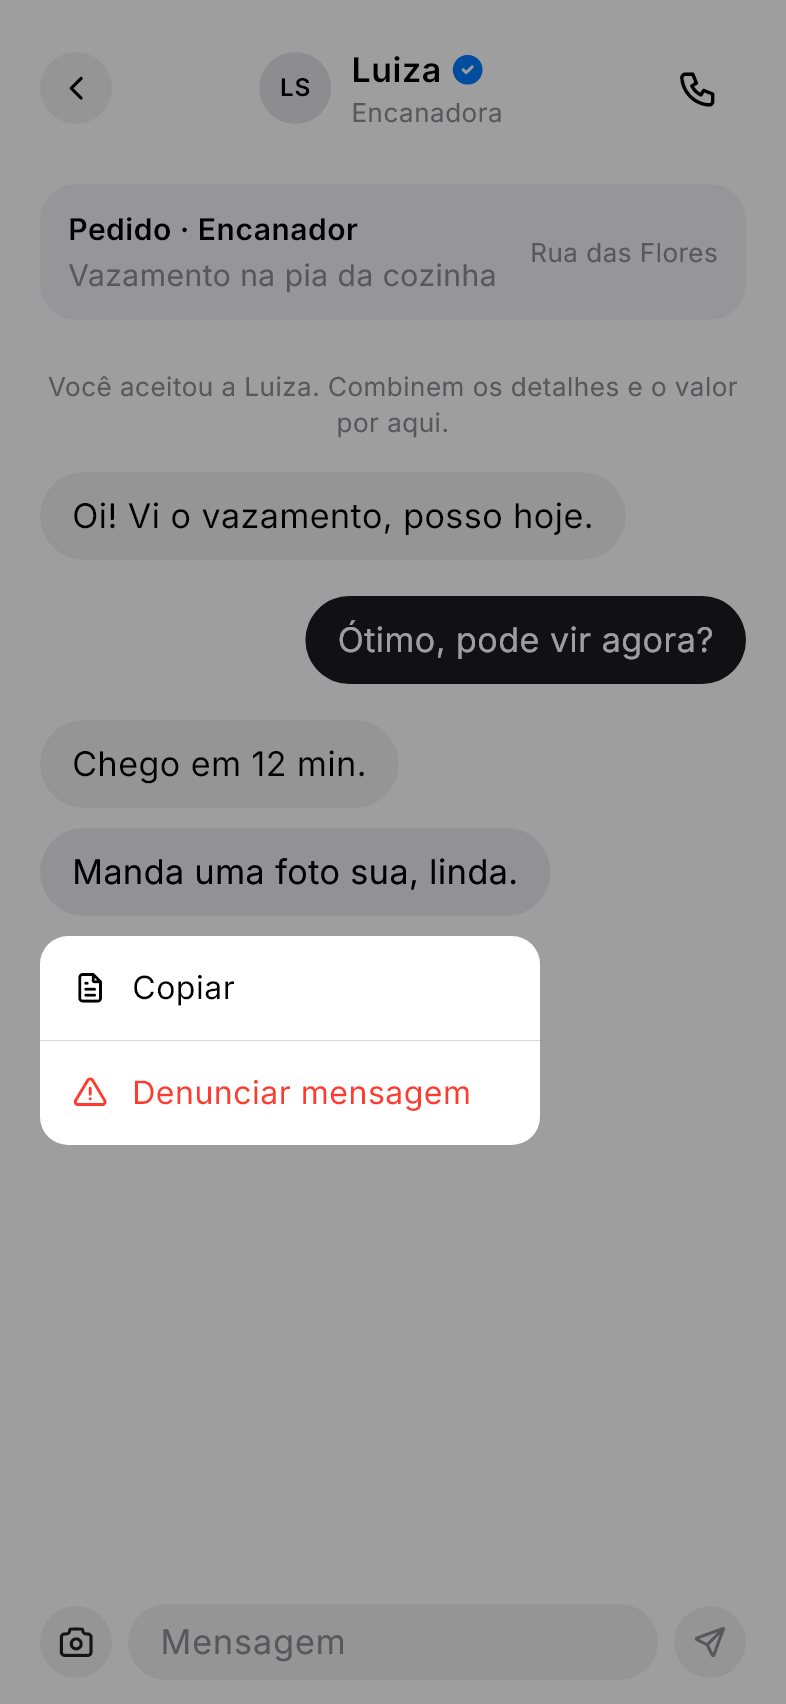 LS
Luiza
Encanadora
Pedido · Encanador
Vazamento na pia da cozinha
Rua das Flores
Você aceitou a Luiza. Combinem os detalhes e o valor
por aqui.
Oi! Vi o vazamento, posso hoje.
Ótimo, pode vir agora?
Chego em 12 min.
Manda uma foto sua, linda.
Copiar
Denunciar mensagem
Mensagem